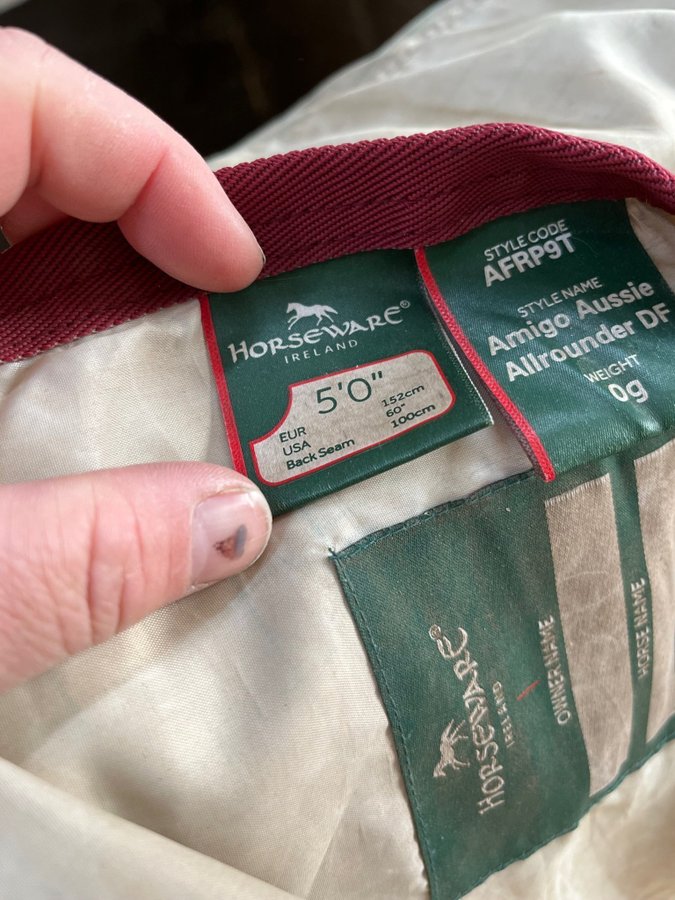 HORSEWARE®
IRELAND
5'0"
EUR 152cm
USA 60"
Back Seam 100cm
STYLE CODE
AFRP9T
STYLE NAME
Amigo Aussie
Allrounder DF
WEIGHT
0g
HORSEWARE®
IRELAND
OWNER NAME
HORSE NAME